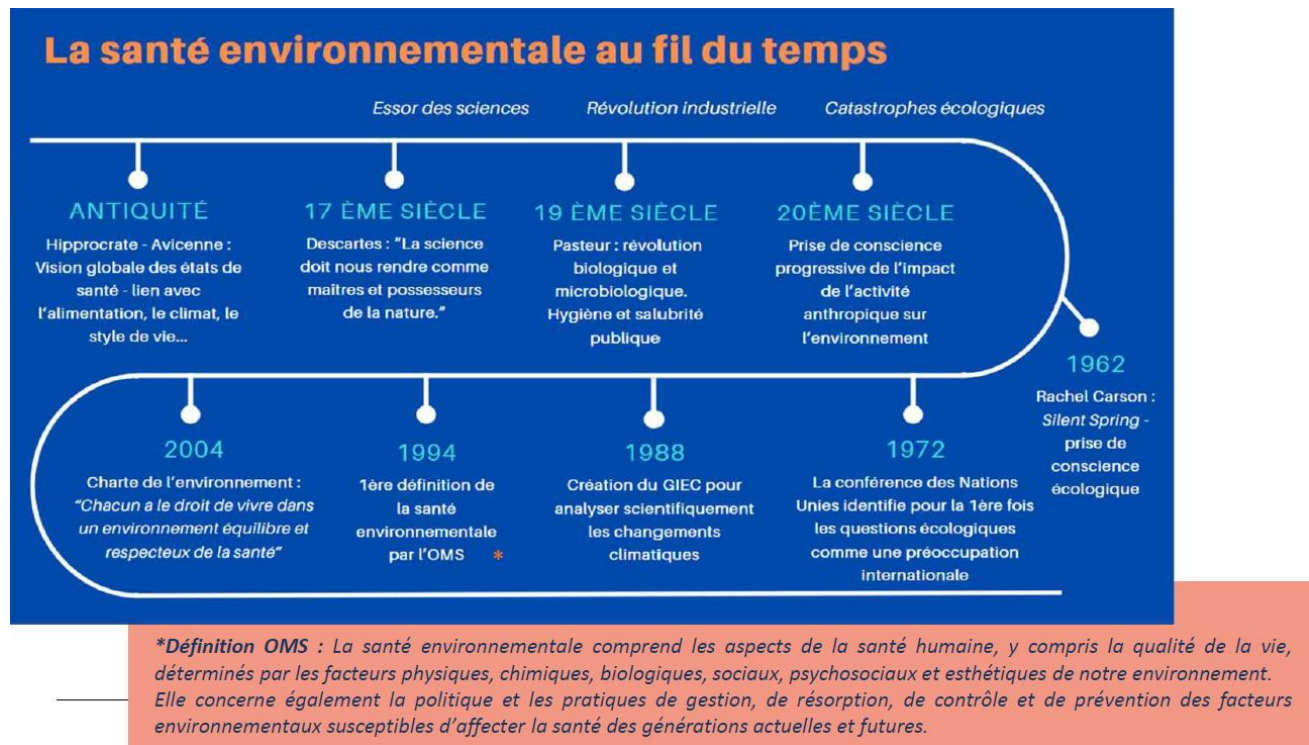 La santé environnementale au fil du temps
Essor des sciences
Révolution industrielle
Catastrophes écologiques
ANTIQUITÉ
Hipprocrate - Avicenne :
Vision globale des états de
santé - lien avec
l'alimentation, le climat, le
style de vie...
17 ÈME SIÈCLE
Descartes : "La science
doit nous rendre comme
maîtres et possesseurs
de la nature."
19 ÈME SIÈCLE
Pasteur : révolution
biologique et
microbiologique.
Hygiène et salubrité
publique
20ÈME SIÈCLE
Prise de conscience
progressive de l'impact
de l'activité
anthropique sur
l'environnement
1962
Rachel Carson :
Silent Spring -
prise de
conscience
écologique
1972
La conférence des Nations
Unies identifie pour la 1ère fois
les questions écologiques
comme une préoccupation
internationale
1988
Création du GIEC pour
analyser scientifiquement
les changements
climatiques
1994
1ère définition de
la santé
environnementale
par l'OMS *
2004
Charte de l'environnement :
"Chacun a le droit de vivre dans
un environnement équilibre et
respecteux de la santé"
*Définition OMS : La santé environnementale comprend les aspects de la santé humaine, y compris la qualité de la vie,
déterminés par les facteurs physiques, chimiques, biologiques, sociaux, psychosociaux et esthétiques de notre environnement.
Elle concerne également la politique et les pratiques de gestion, de résorption, de contrôle et de prévention des facteurs
environnementaux susceptibles d'affecter la santé des générations actuelles et futures.